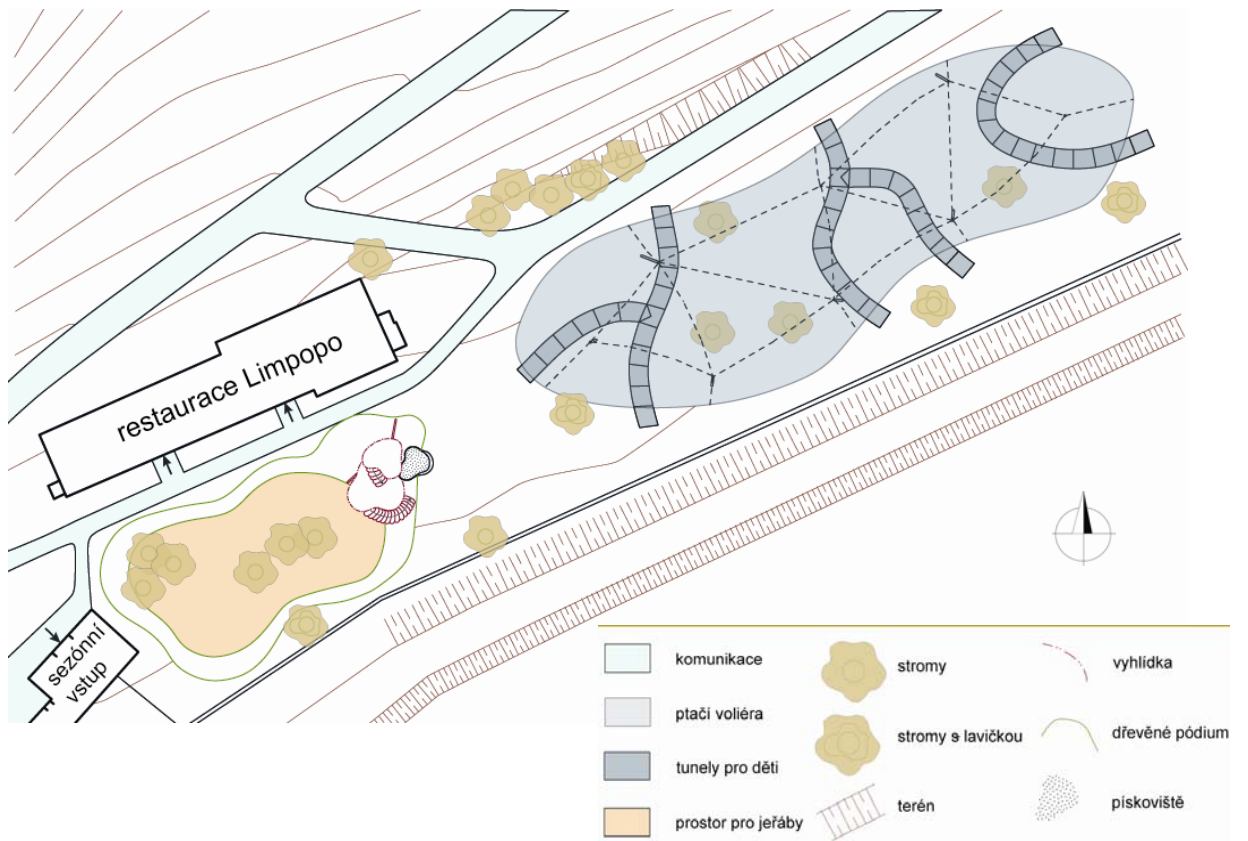 restaurace Limpopo
sezónní
vstup
komunikace
ptačí voliéra
tunely pro děti
prostor pro jeřáby
stromy
stromy s lavičkou
terén
vyhlídka
dřevěné pódium
pískoviště